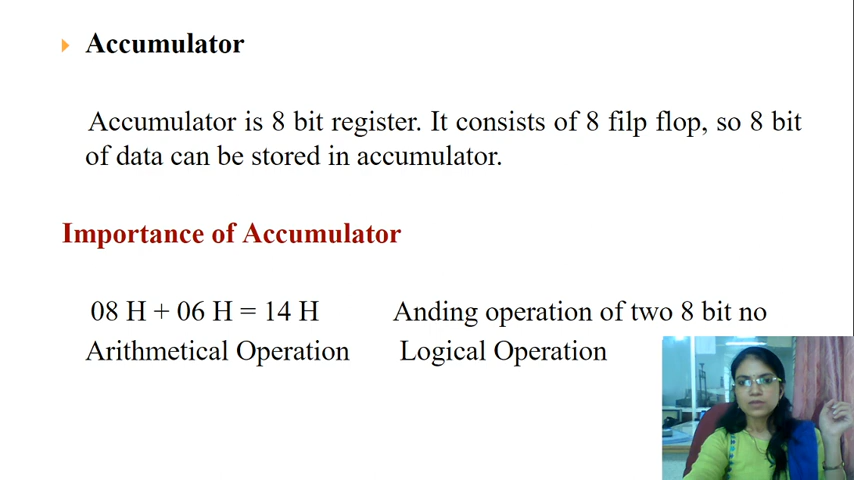 Accumulator
Accumulator is 8 bit register. It consists of 8 filp flop, so 8 bit
of data can be stored in accumulator.
Importance of Accumulator
08 H + 06 H = 14 H Anding operation of two 8 bit no
Arithmetical Operation Logical Operation